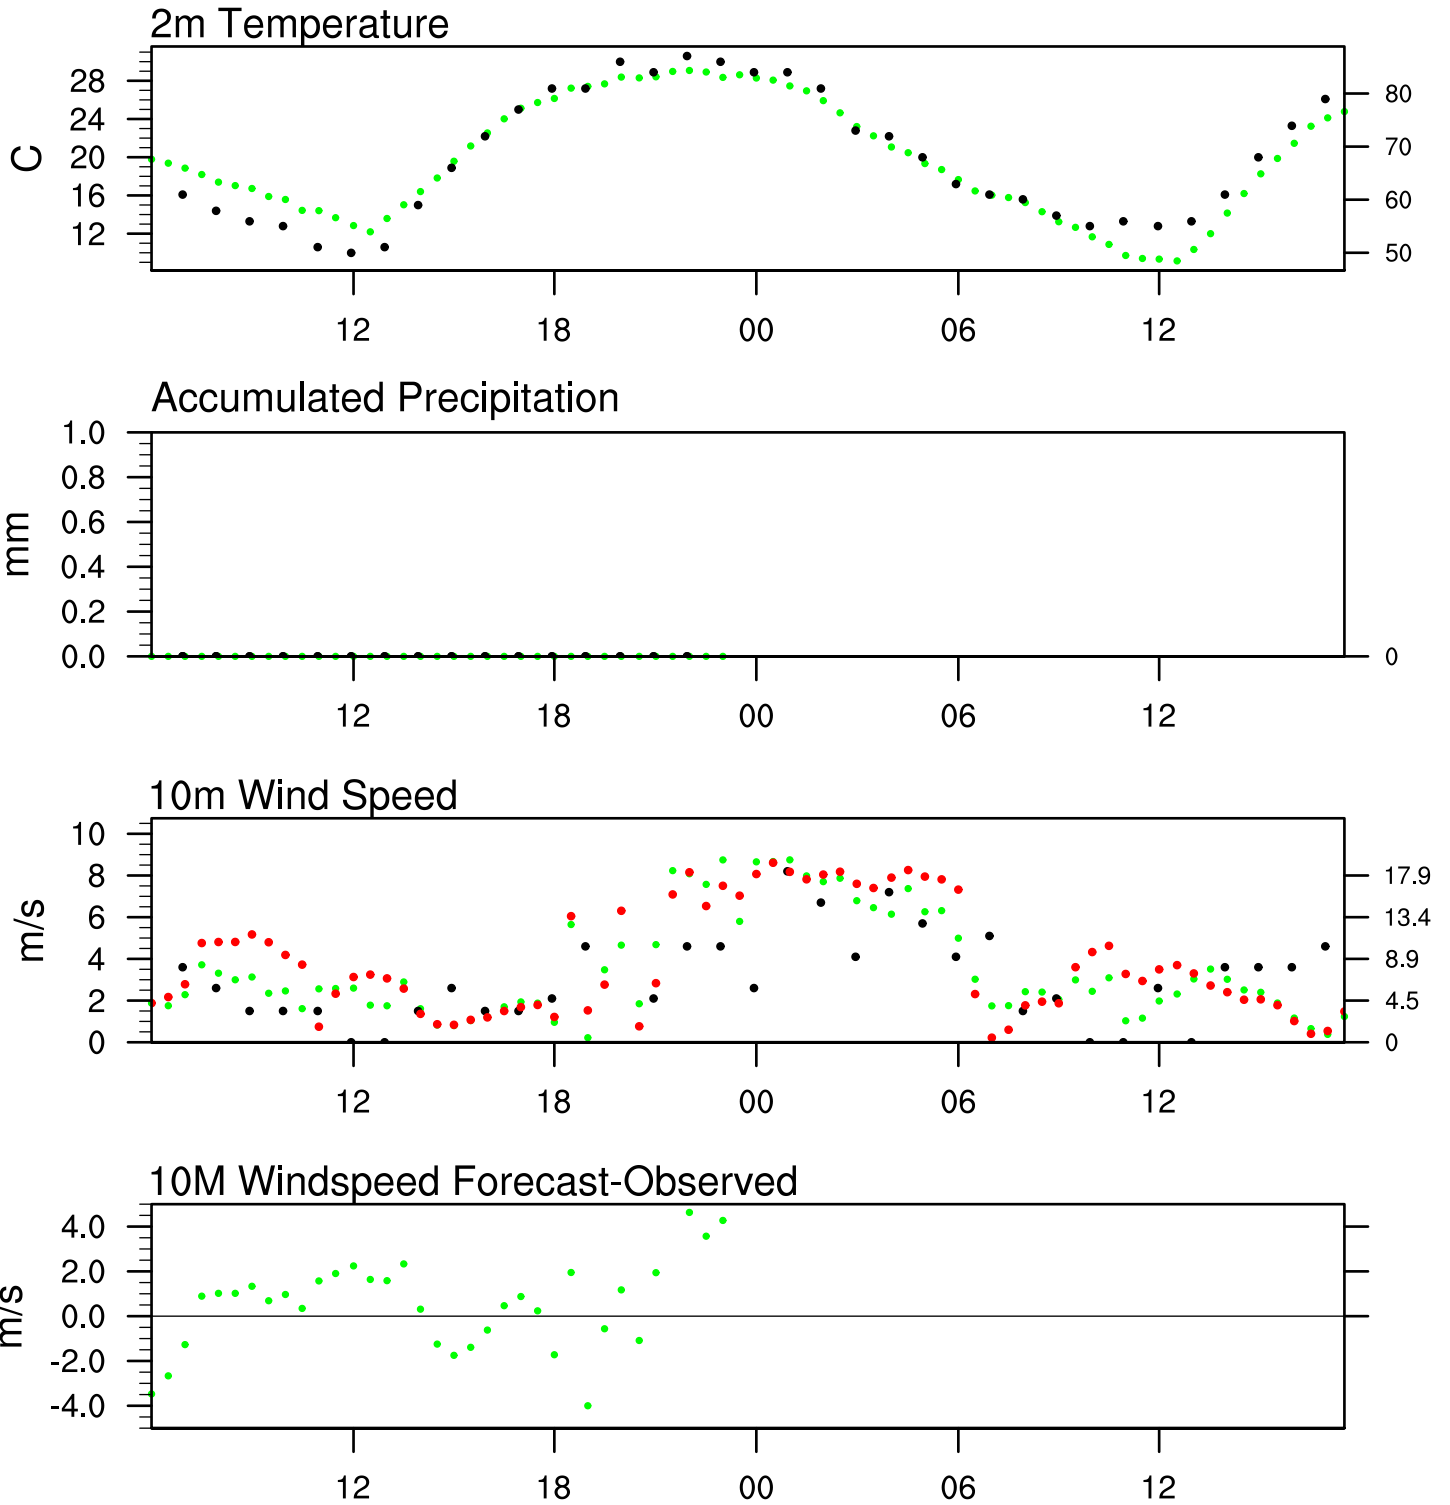 2m Temperature
C
28
24
20
16
12
80
70
60
50
12 18 00 06 12
Accumulated Precipitation
mm
1.0
0.8
0.6
0.4
0.2
0.0
0
12 18 00 06 12
10m Wind Speed
m/s
10
8
6
4
2
0
17.9
13.4
8.9
4.5
0
12 18 00 06 12
10M Windspeed Forecast-Observed
m/s
4.0
2.0
0.0
-2.0
-4.0
12 18 00 06 12